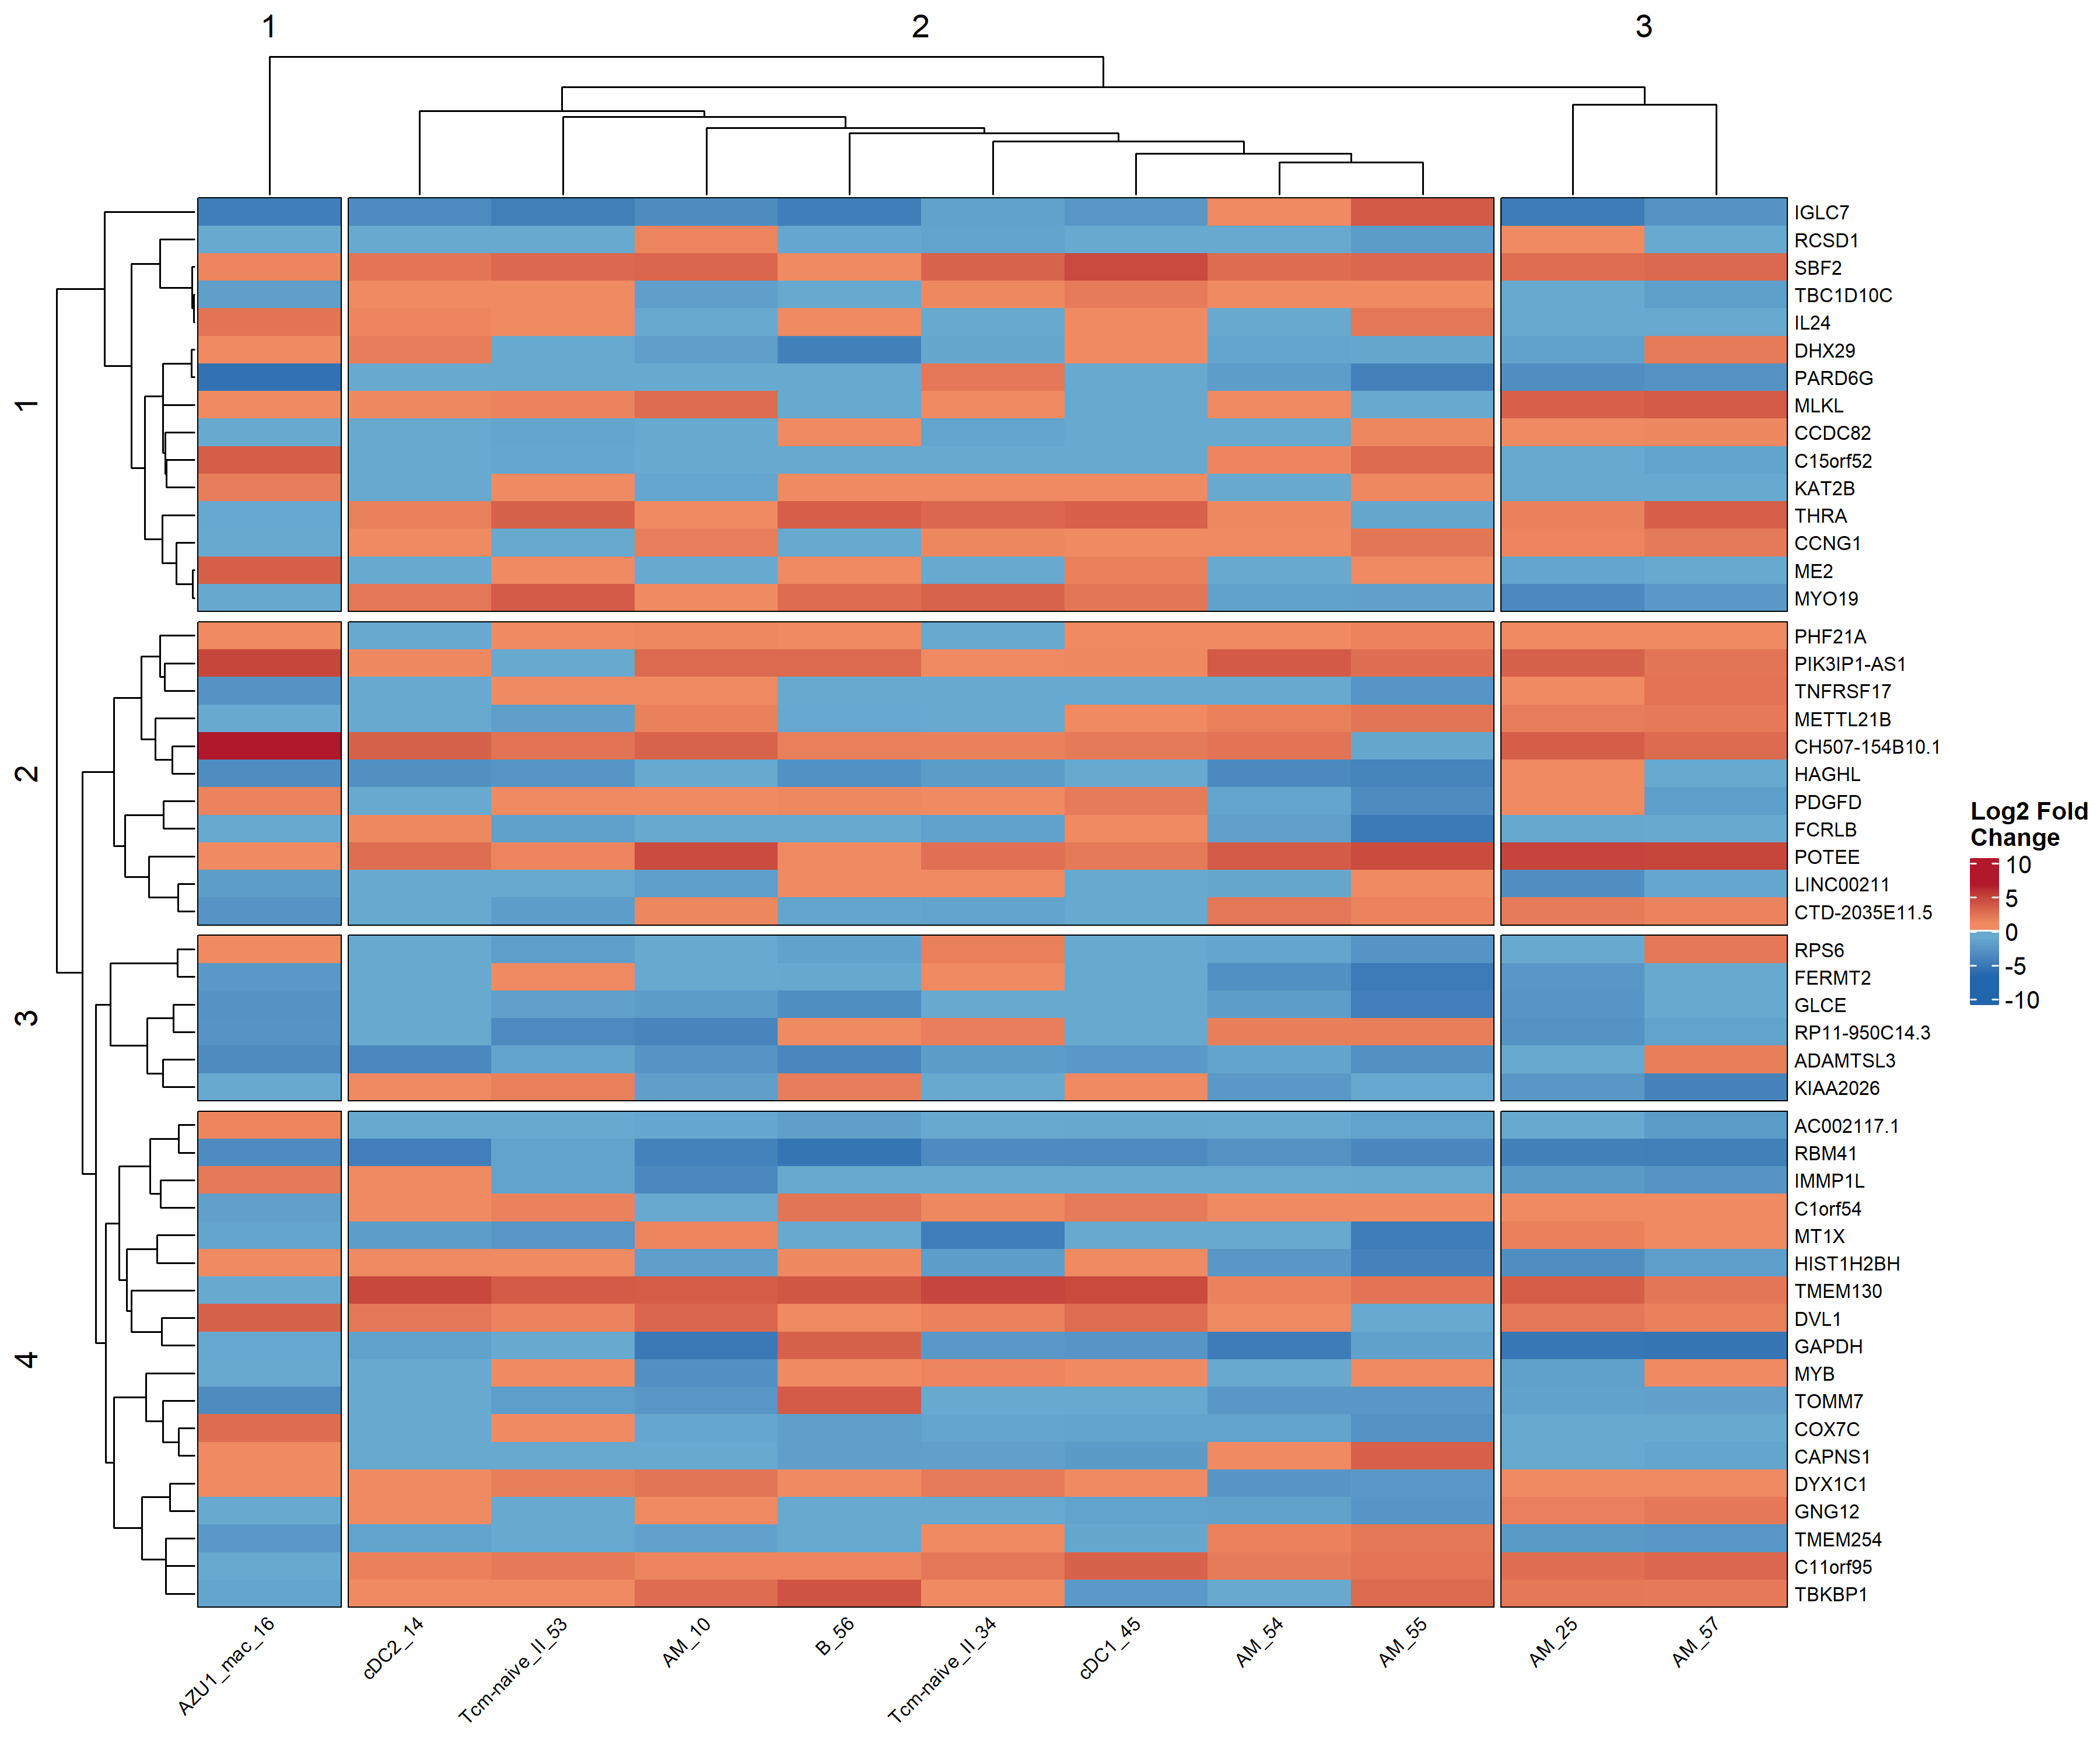 1
2
3
1
2
3
4
IGLC7
RCSD1
SBF2
TBC1D10C
IL24
DHX29
PARD6G
MLKL
CCDC82
C15orf52
KAT2B
THRA
CCNG1
ME2
MYO19
PHF21A
PIK3IP1-AS1
TNFRSF17
METTL21B
CH507-154B10.1
HAGHL
PDGFD
FCRLB
POTEE
LINC00211
CTD-2035E11.5
RPS6
FERMT2
GLCE
RP11-950C14.3
ADAMTSL3
KIAA2026
AC002117.1
RBM41
IMMP1L
C1orf54
MT1X
HIST1H2BH
TMEM130
DVL1
GAPDH
MYB
TOMM7
COX7C
CAPNS1
DYX1C1
GNG12
TMEM254
C11orf95
TBKBP1
AZU1_mac_16
cDC2_14
Tcm-naive_II_53
AM_10
B_56
Tcm-naive_II_34
cDC1_45
AM_54
AM_55
AM_25
AM_57
Log2 Fold
Change
10
5
0
-5
-10